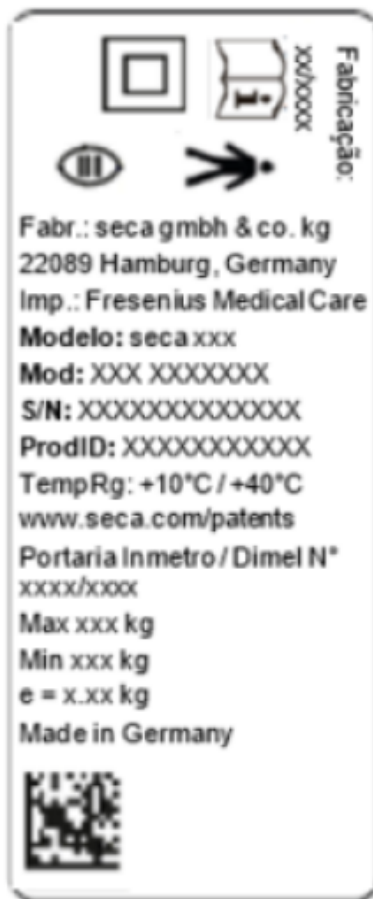 Fabricação:
xx/xxxx
III
Fabr.: seca gmbh & co. kg
22089 Hamburg, Germany
Imp.: Fresenius Medical Care
Modelo: seca xxx
Mod: XXX XXXXXXX
S/N: XXXXXXXXXXXXX
ProdID: XXXXXXXXXXX
TempRg: +10°C / +40°C
www.seca.com/patents
Portaria Inmetro / Dimel N°
xxxx/xxxx
Max xxx kg
Min xxx kg
e = x.xx kg
Made in Germany